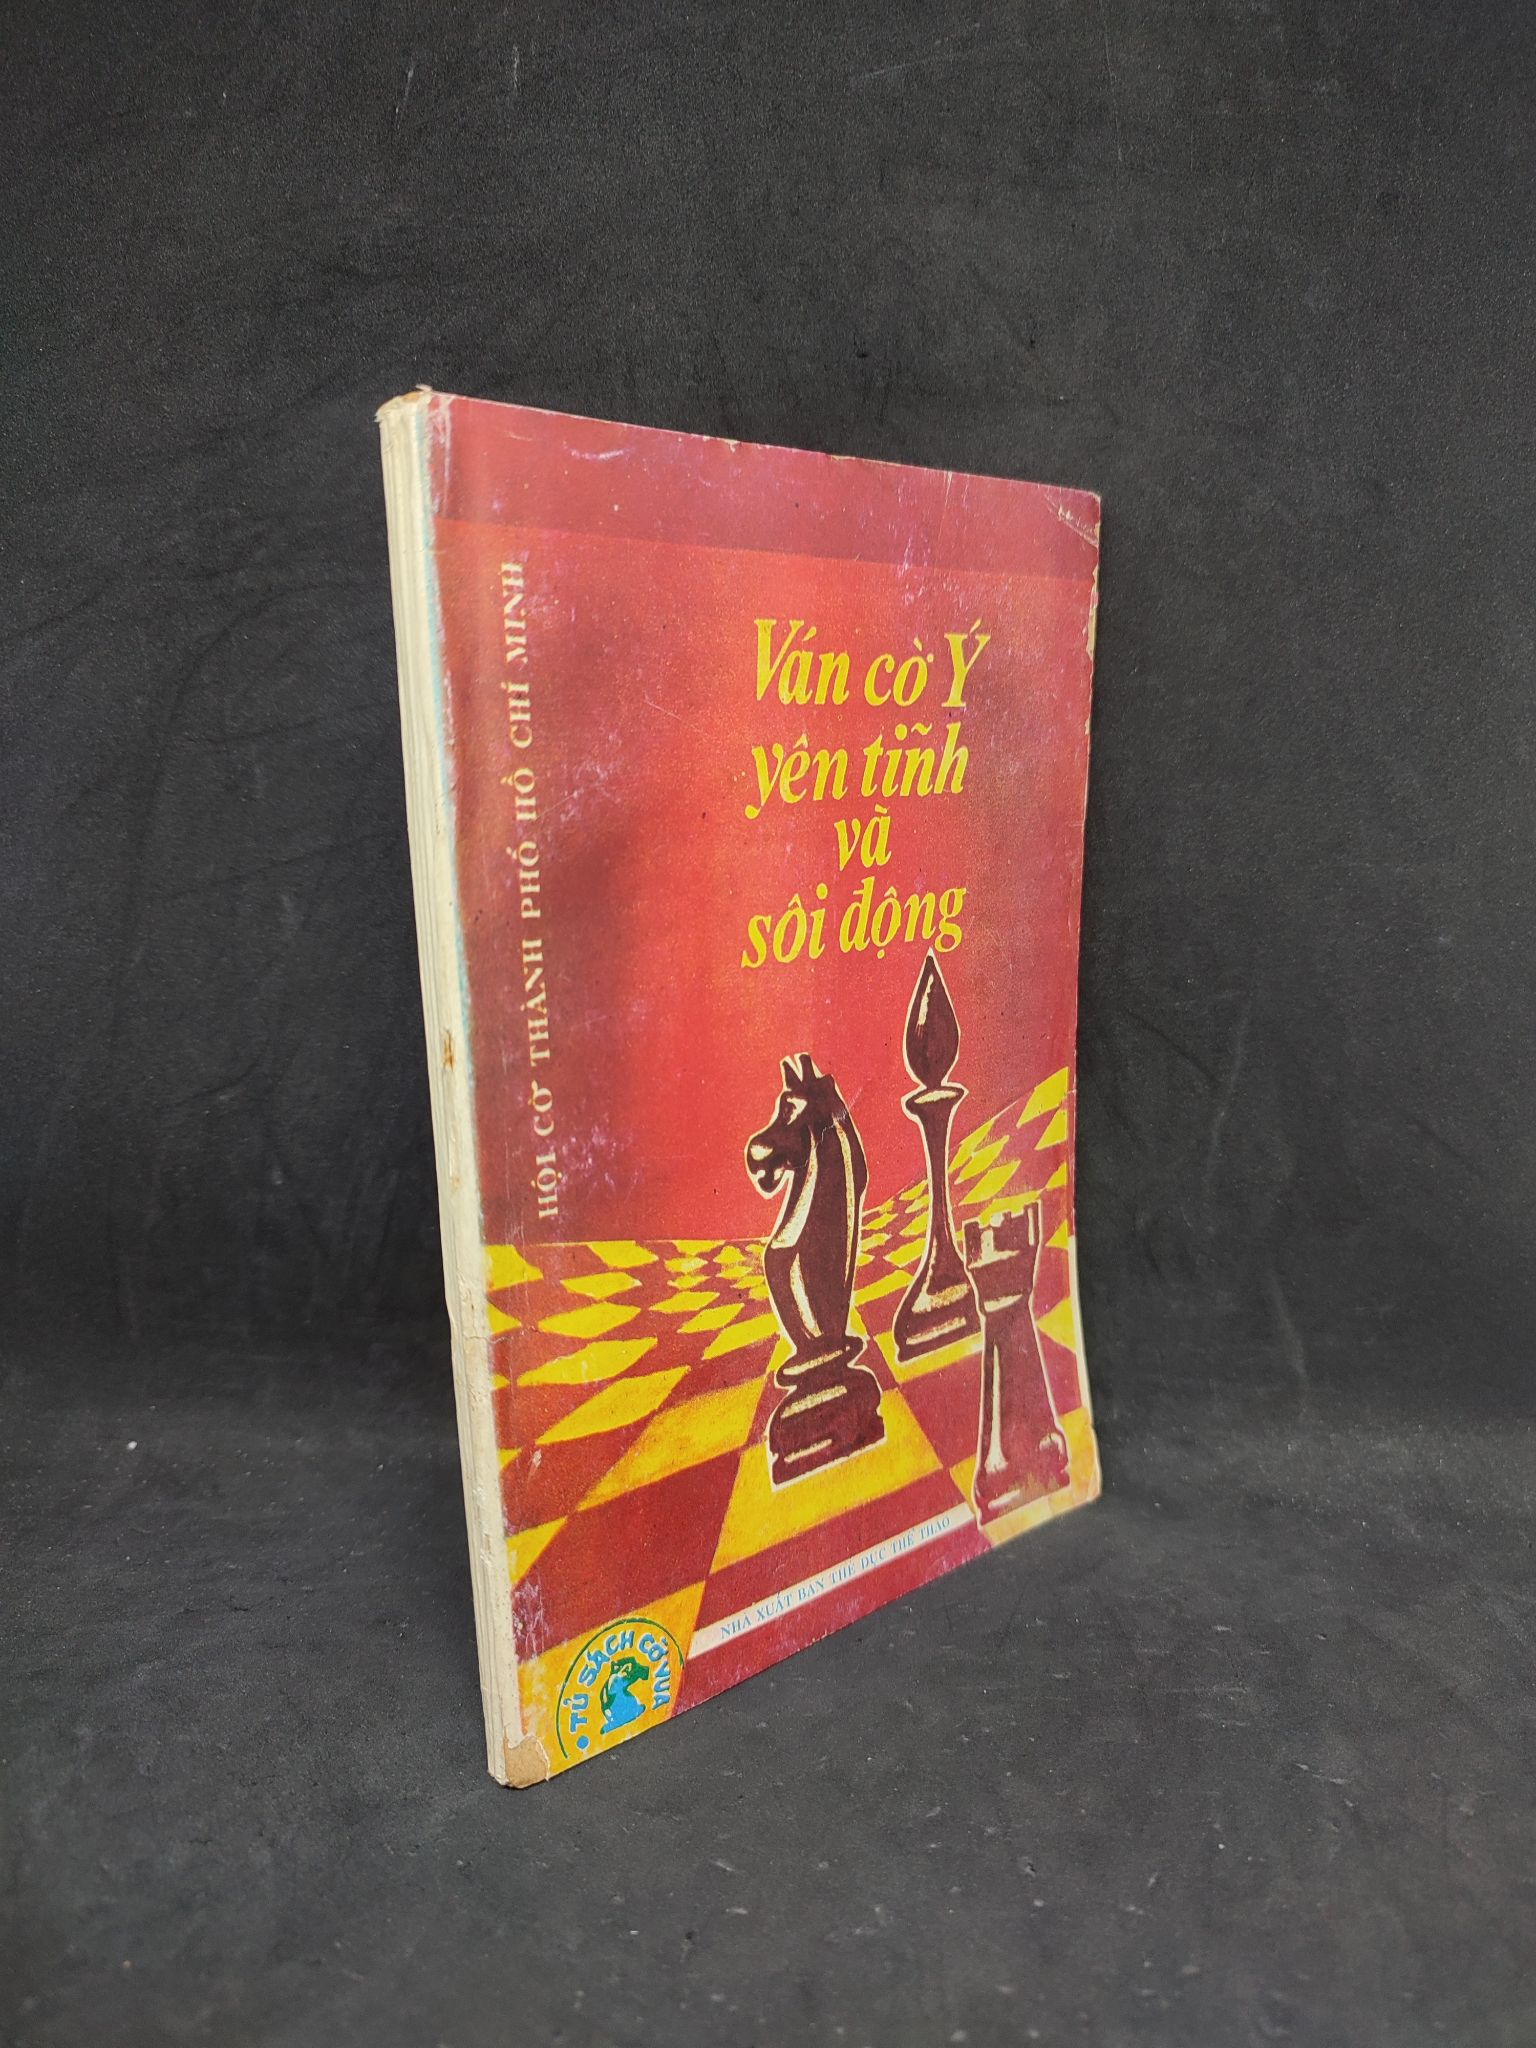 HỘI CỜ THÀNH PHỐ HỒ CHÍ MINH
Ván cờ Ý
yên tĩnh
và
sôi động
NHÀ XUẤT BẢN THỂ DỤC THỂ THAO
• TỦ SÁCH CỜ VUA